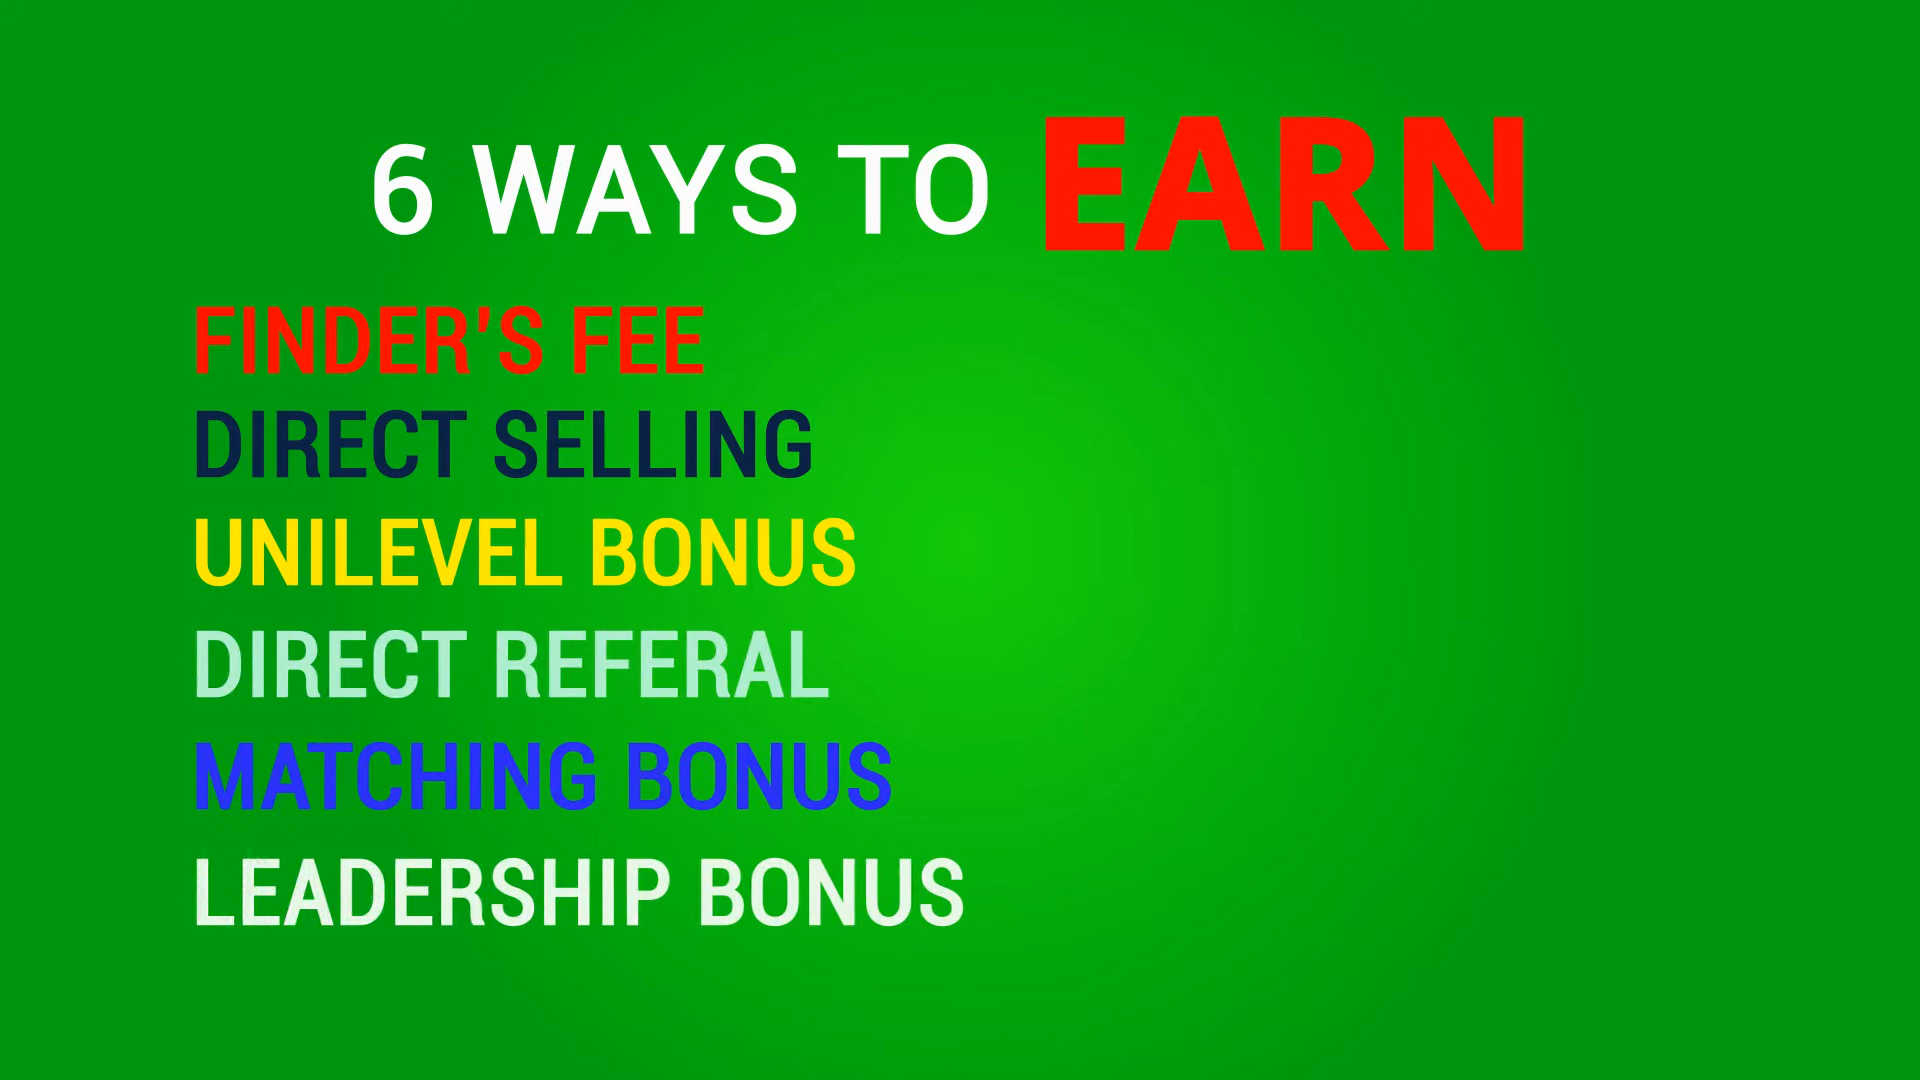 6 WAYS TO EARN
FINDER'S FEE
DIRECT SELLING
UNILEVEL BONUS
DIRECT REFERAL
MATCHING BONUS
LEADERSHIP BONUS